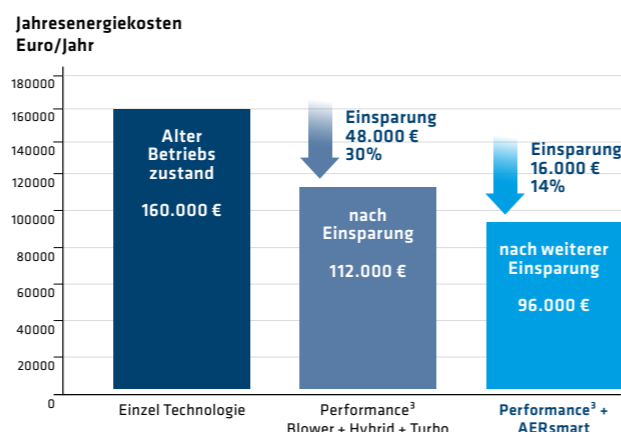 Jahresenergiekosten
Euro/Jahr
180000
160000
140000
120000
100000
80000
60000
40000
20000
0
Alter
Betriebs
zustand
160.000 €
Einsparung
48.000 €
30%
nach
Einsparung
112.000 €
Einsparung
16.000 €
14%
nach weiterer
Einsparung
96.000 €
Einzel Technologie
Performance³
Blower + Hybrid + Turbo
Performance³ +
AERsmart